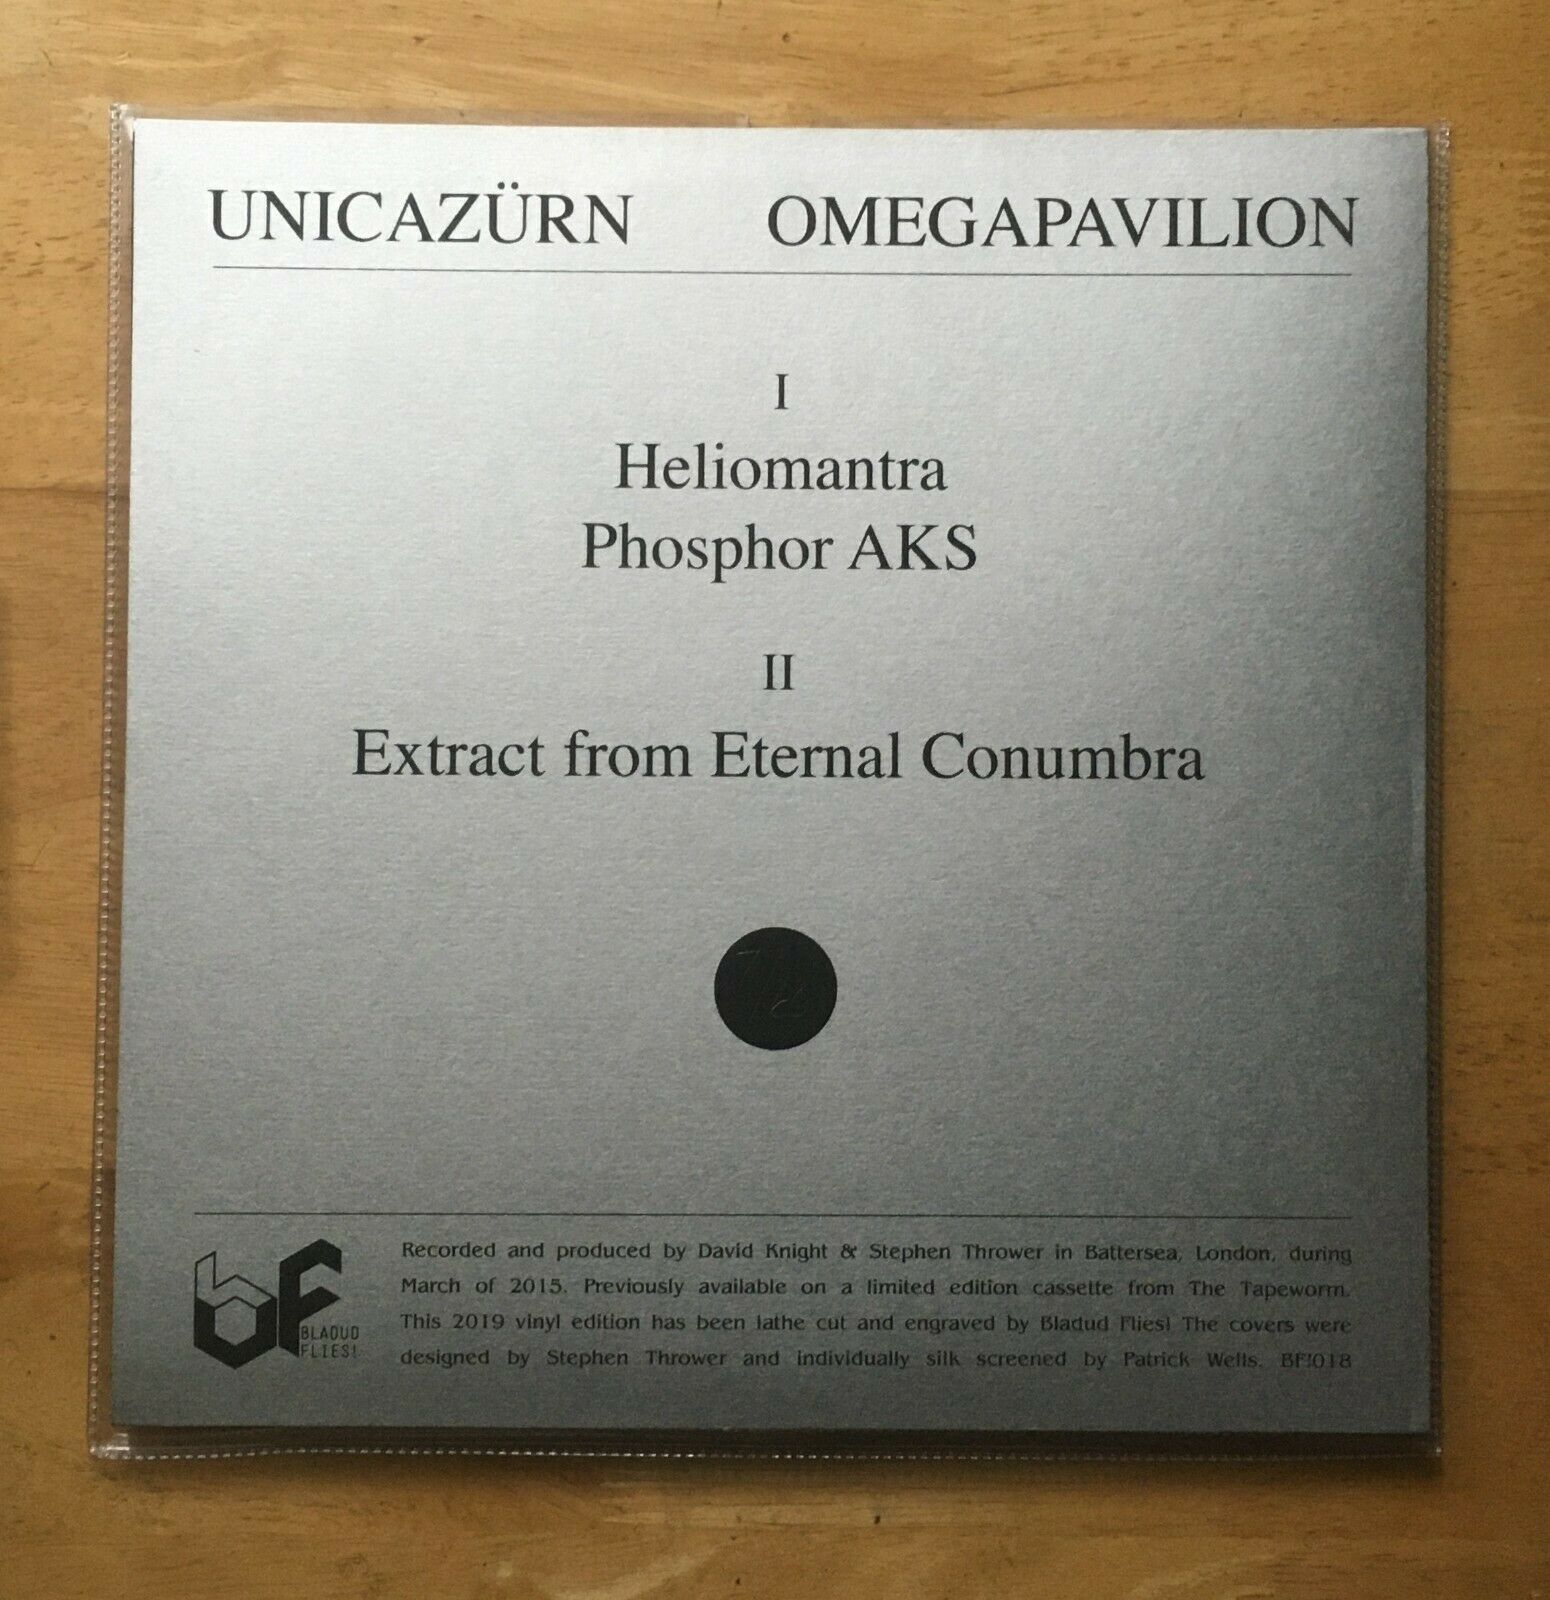 UNICAZÜRN OMEGAPAVILION
I
Heliomantra
Phosphor AKS
II
Extract from Eternal Conumbra
bF
BLADUD
FLIES!
Recorded and produced by David Knight & Stephen Thrower in Battersea, London, during
March of 2015. Previously available on a limited edition cassette from The Tapeworm.
This 2019 vinyl edition has been lathe cut and engraved by Bladud Flies! The covers were
designed by Stephen Thrower and individually silk screened by Patrick Wells. BF!018